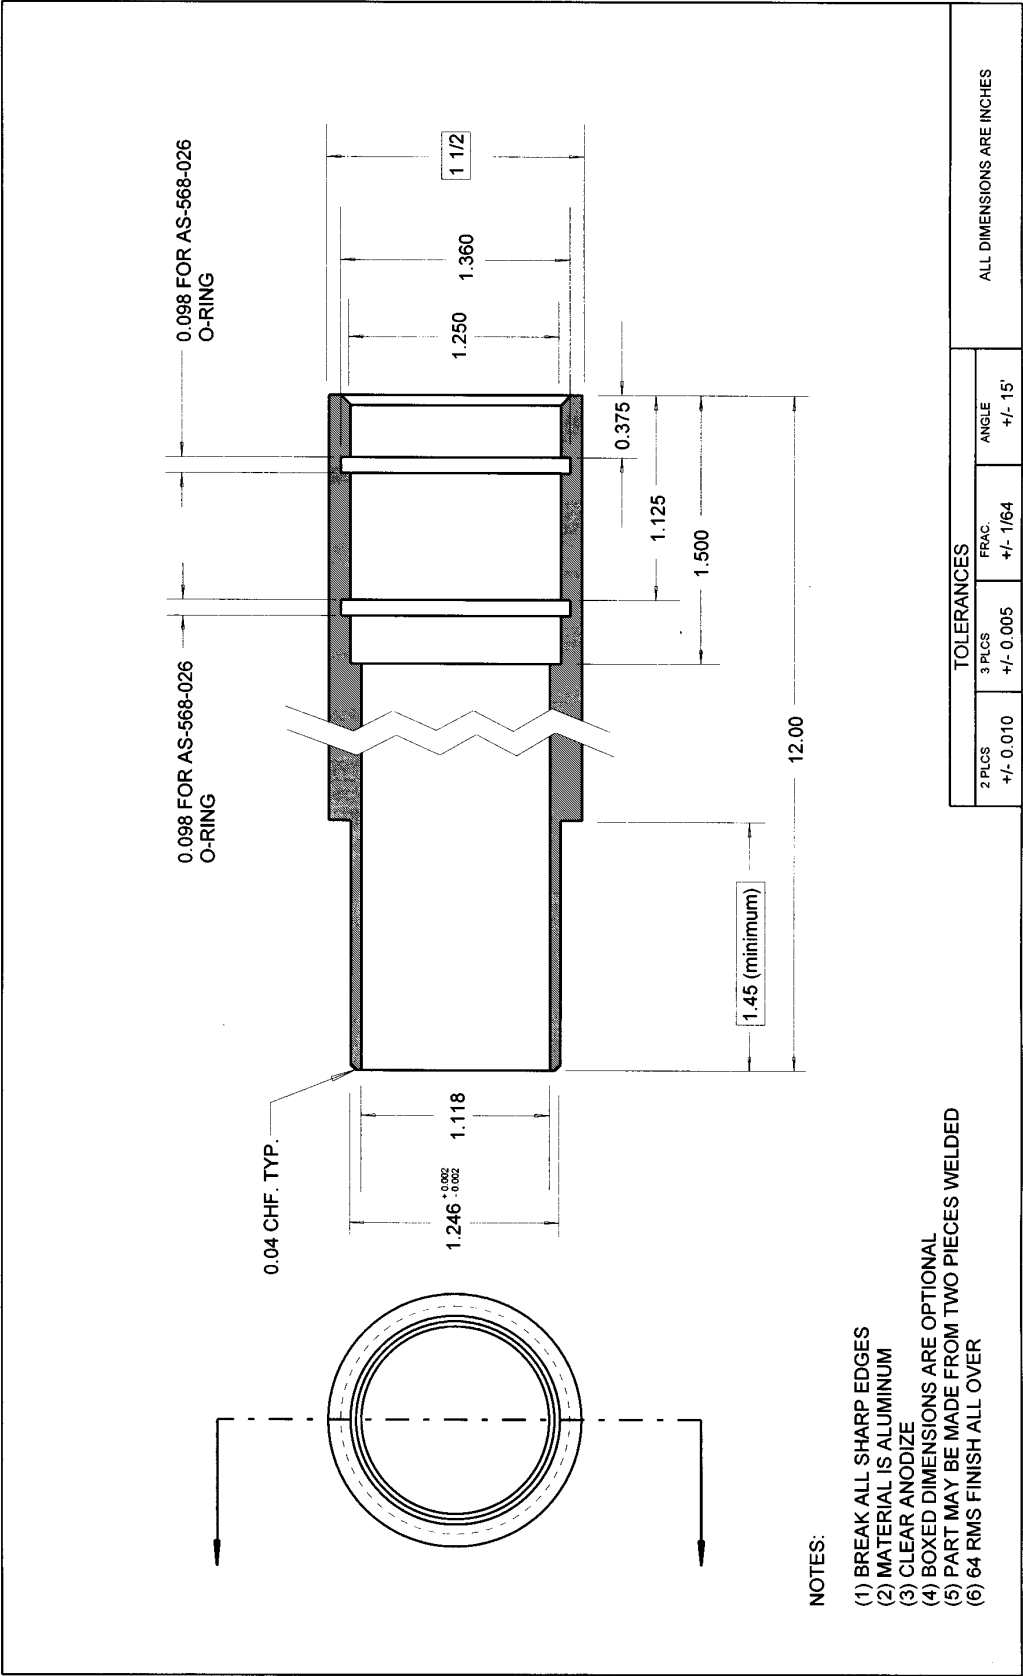 0.098 FOR AS-568-026
O-RING
0.098 FOR AS-568-026
O-RING
0.04 CHF. TYP.
1.246 +0.002
-0.002
1.118
1.250
1.360
1 1/2
0.375
1.125
1.500
1.45 (minimum)
12.00
NOTES:
(1) BREAK ALL SHARP EDGES
(2) MATERIAL IS ALUMINUM
(3) CLEAR ANODIZE
(4) BOXED DIMENSIONS ARE OPTIONAL
(5) PART MAY BE MADE FROM TWO PIECES WELDED
(6) 64 RMS FINISH ALL OVER
TOLERANCES
2 PLCS
3 PLCS
FRAC.
ANGLE
+/- 0.010
+/- 0.005
+/- 1/64
+/- 15'
ALL DIMENSIONS ARE INCHES